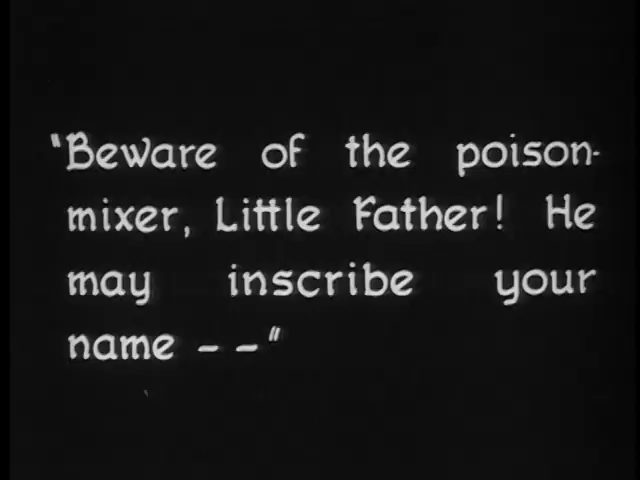 "Beware of the poison-
mixer, Little Father! He
may inscribe your
name - -"